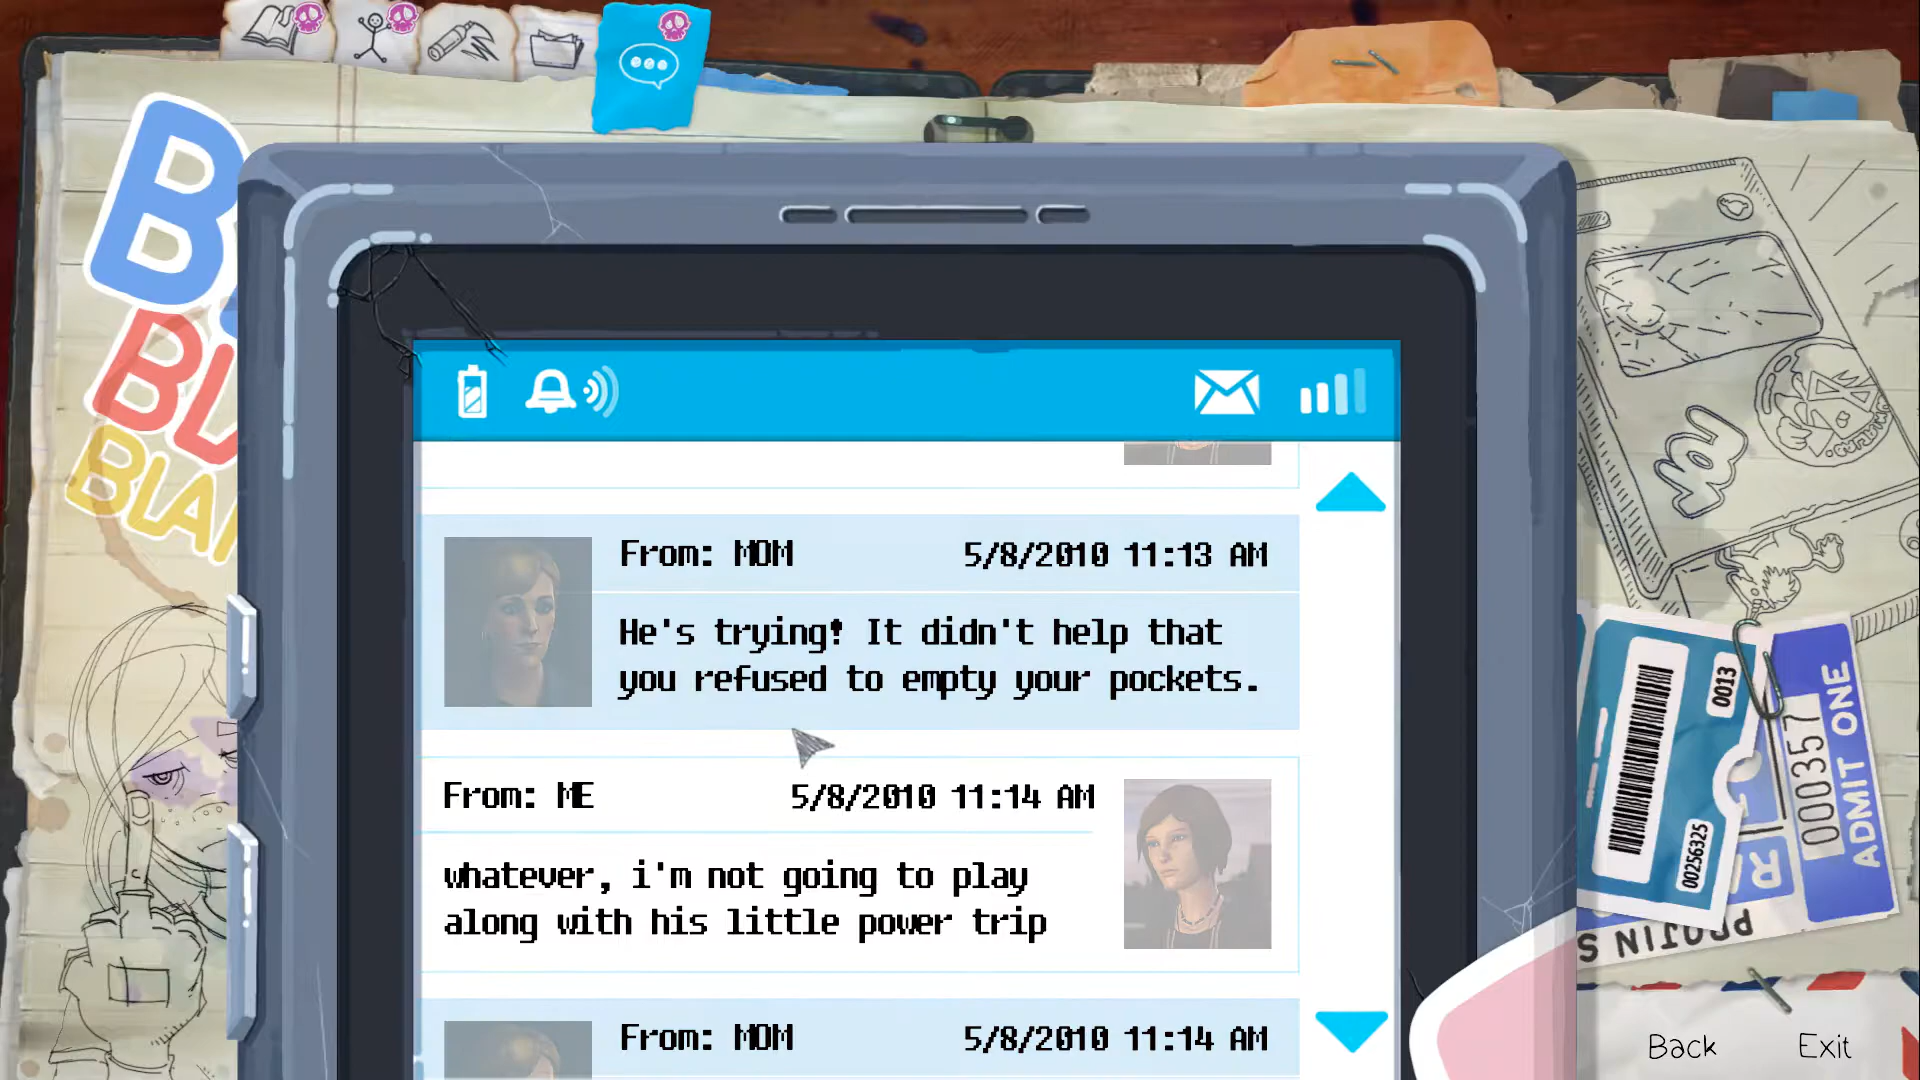 From: MOM 5/8/2010 11:13 AM
He's trying! It didn't help that
you refused to empty your pockets.
From: ME 5/8/2010 11:14 AM
whatever, i'm not going to play
along with his little power trip
From: MOM 5/8/2010 11:14 AM
0013
00256325
000357
ADMIT ONE
Back
Exit